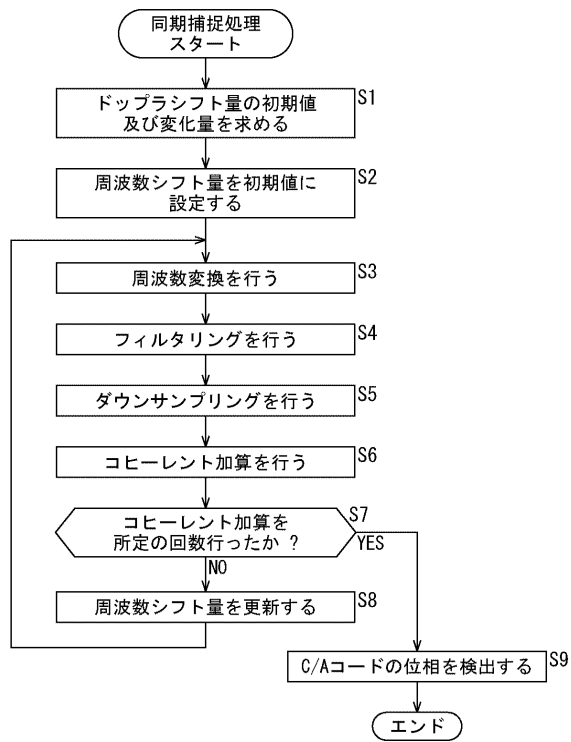 同期捕捉処理
スタート
ドップラシフト量の初期値
及び変化量を求める
S1
周波数シフト量を初期値に
設定する
S2
周波数変換を行う
S3
フィルタリングを行う
S4
ダウンサンプリングを行う
S5
コヒーレント加算を行う
S6
コヒーレント加算を
所定の回数行ったか ?
S7
YES
NO
周波数シフト量を更新する
S8
C/Aコードの位相を検出する
S9
エンド